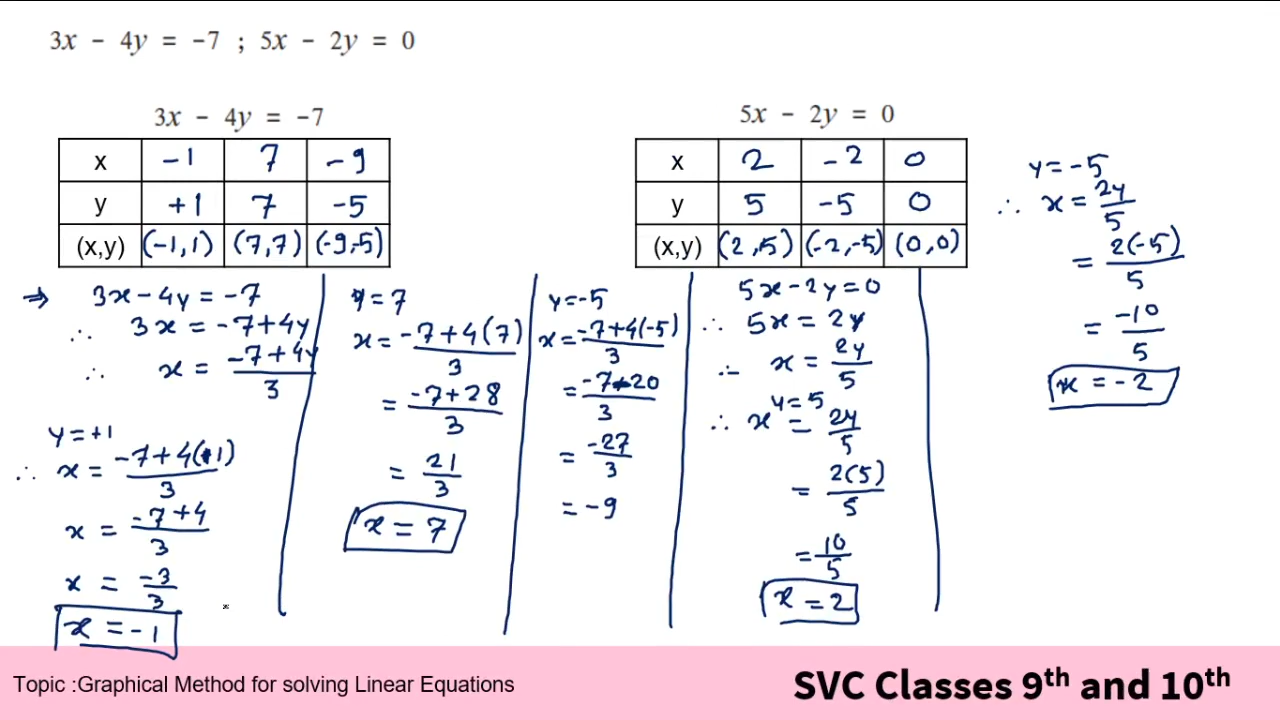 3x - 4y = -7 ; 5x - 2y = 0
3x - 4y = -7
x -1 7 -9
y +1 7 -5
(x,y) (-1,1) (7,7) (-9,-5)
⇒ 3x-4y = -7
∴ 3x = -7+4y
∴ x = -7+4y/3
y = +1
∴ x = -7+4(+1)/3
x = -7+4/3
x = -3/3
x = -1
y = 7
x = -7+4(7)/3
= -7+28/3
= 21/3
x = 7
y=-5
x = -7+4(-5)/3
= -7-20/3
= -27/3
= -9
5x - 2y = 0
x 2 -2 0
y 5 -5 0
(x,y) (2,5) (-2,-5) (0,0)
5x-2y=0
∴ 5x = 2y
∴ x = 2y/5
y = 5
∴ x = 2y/5
= 2(5)/5
= 10/5
x = 2
y = -5
∴ x = 2y/5
= 2(-5)/5
= -10/5
x = -2
Topic :Graphical Method for solving Linear Equations
SVC Classes 9th and 10th